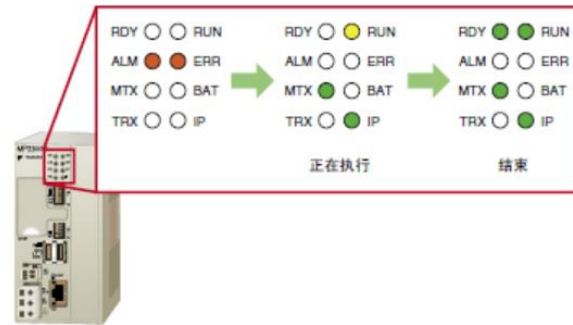 RDY RUN RDY RUN RDY RUN
ALM ERR ALM ERR ALM ERR
MTX BAT MTX BAT MTX BAT
TRX IP TRX IP TRX IP
正在执行 结束